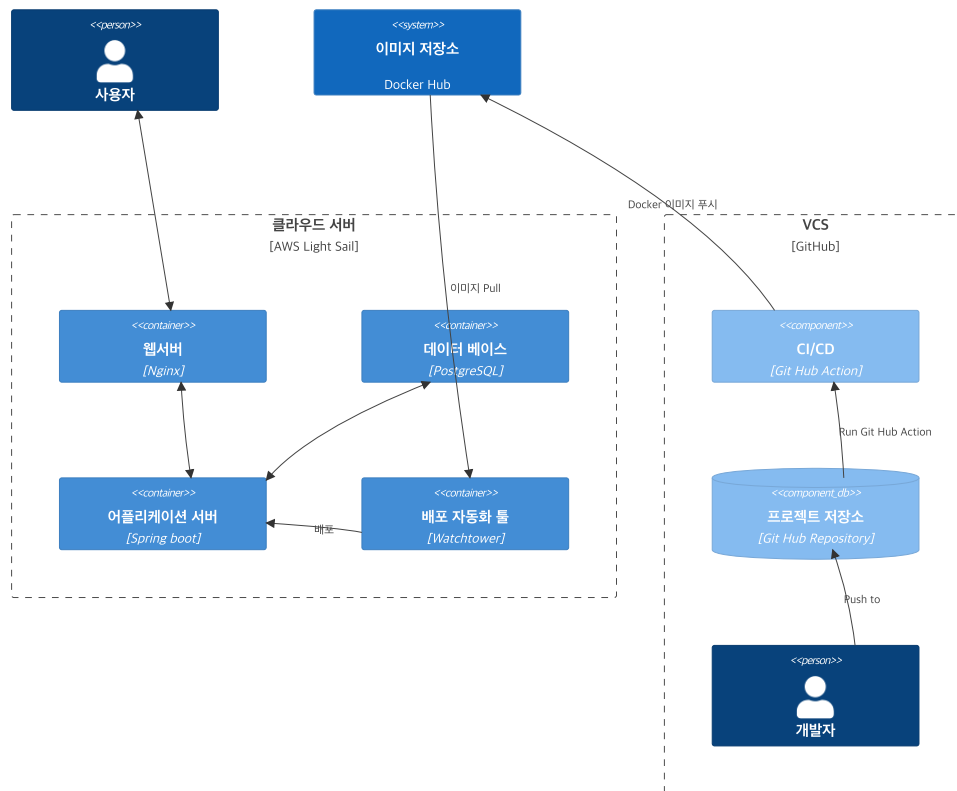 <<person>>
사용자
<<system>>
이미지 저장소
Docker Hub
Docker 이미지 푸시
클라우드 서버
[AWS Light Sail]
VCS
[GitHub]
이미지 Pull
<<container>>
웹서버
[Nginx]
<<container>>
데이터 베이스
[PostgreSQL]
<<component>>
CI/CD
[Git Hub Action]
Run Git Hub Action
<<container>>
어플리케이션 서버
[Spring boot]
배포
<<container>>
배포 자동화 툴
[Watchtower]
<<component_db>>
프로젝트 저장소
[Git Hub Repository]
Push to
<<person>>
개발자